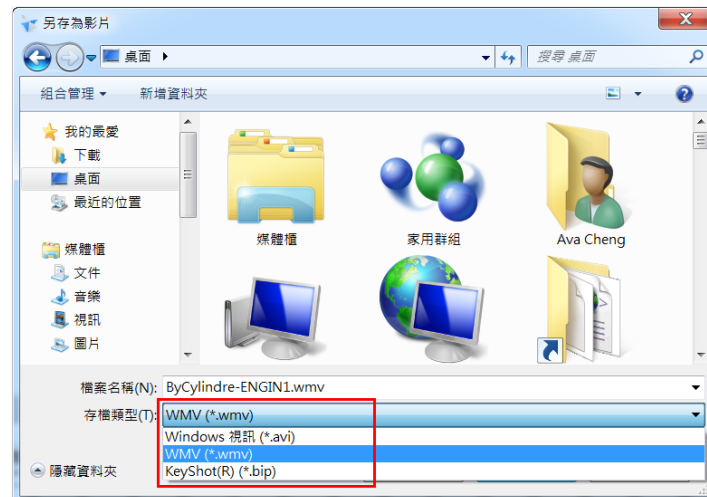 另存為影片
桌面
搜尋 桌面
組合管理 新增資料夾
我的最愛
下載
桌面
最近的位置
媒體櫃
文件
音樂
視訊
圖片
媒體櫃
家用群組
Ava Cheng
檔案名稱(N): ByCylindre-ENGIN1.wmv
存檔類型(T): WMV (*.wmv)
Windows 視訊 (*.avi)
WMV (*.wmv)
KeyShot(R) (*.bip)
隱藏資料夾